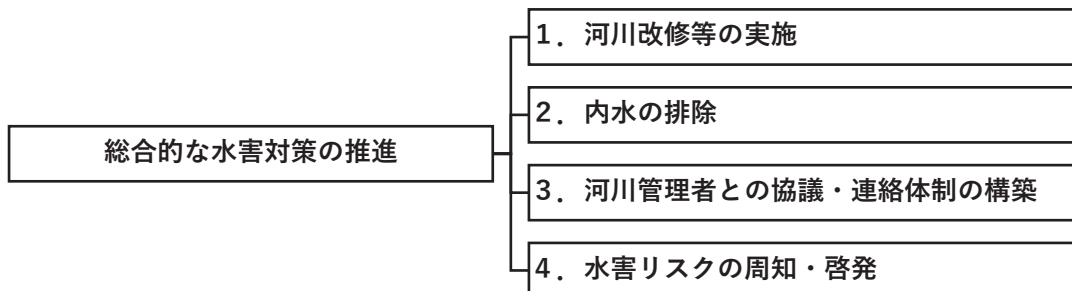 総合的な水害対策の推進
1．河川改修等の実施
2．内水の排除
3．河川管理者との協議・連絡体制の構築
4．水害リスクの周知・啓発